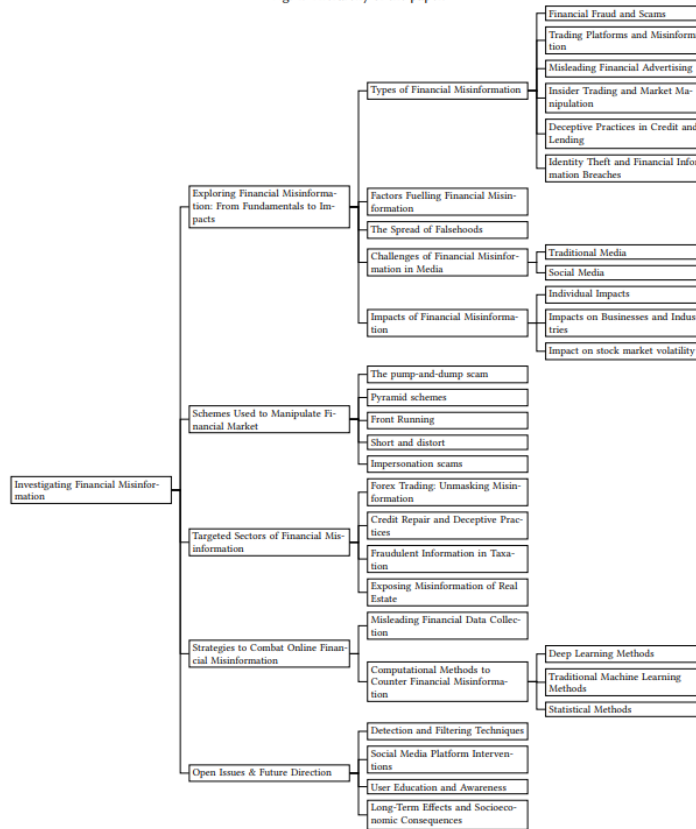 Financial Fraud and Scams
Trading Platforms and Misinforma-
tion
Misleading Financial Advertising
Insider Trading and Market Ma-
nipulation
Deceptive Practices in Credit and
Lending
Identity Theft and Financial Infor-
mation Breaches
Types of Financial Misinformation
Exploring Financial Misinforma-
tion: From Fundamentals to Im-
pacts
Factors Fuelling Financial Misin-
formation
The Spread of Falsehoods
Challenges of Financial Misinfor-
mation in Media
Traditional Media
Social Media
Impacts of Financial Misinforma-
tion
Individual Impacts
Impacts on Businesses and Indus-
tries
Impact on stock market volatility
Schemes Used to Manipulate Fi-
nancial Market
The pump-and-dump scam
Pyramid schemes
Front Running
Short and distort
Impersonation scams
Investigating Financial Misinfor-
mation
Targeted Sectors of Financial Mis-
information
Forex Trading: Unmasking Misin-
formation
Credit Repair and Deceptive Prac-
tices
Fraudulent Information in Taxa-
tion
Exposing Misinformation of Real
Estate
Strategies to Combat Online Finan-
cial Misinformation
Misleading Financial Data Collec-
tion
Computational Methods to
Counter Financial Misinforma-
tion
Deep Learning Methods
Traditional Machine Learning
Methods
Statistical Methods
Open Issues & Future Direction
Detection and Filtering Techniques
Social Media Platform Interven-
tions
User Education and Awareness
Long-Term Effects and Socioeco-
nomic Consequences